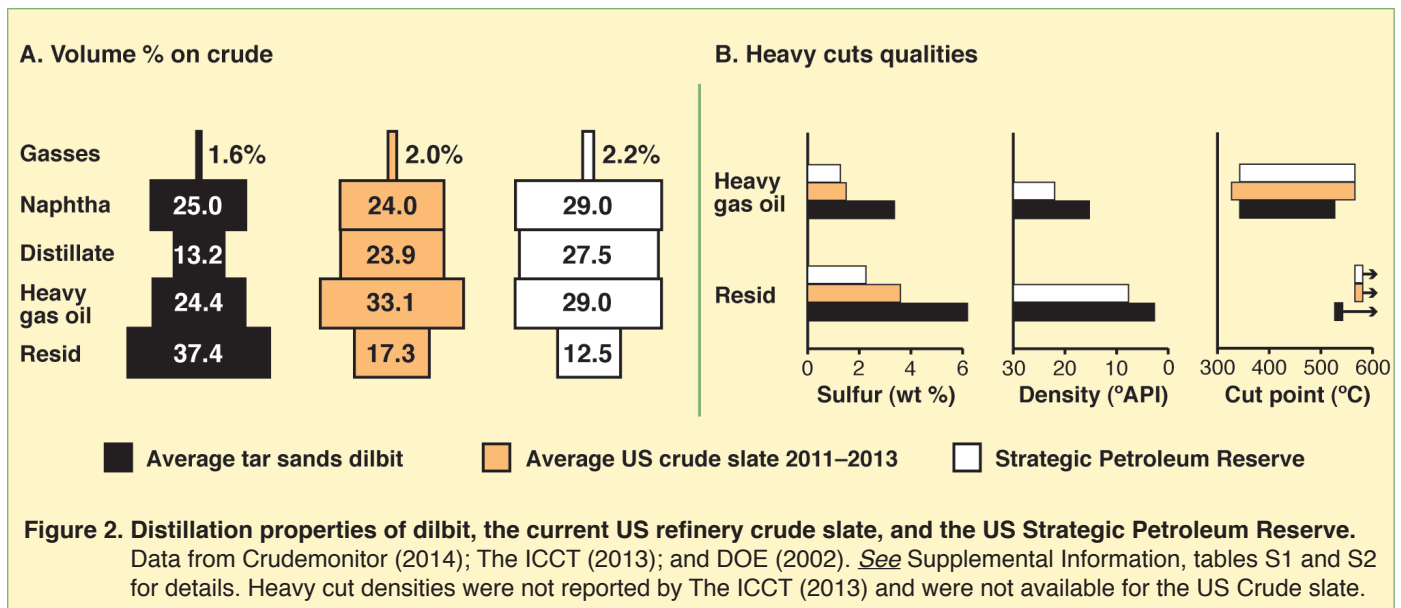 A. Volume % on crude
Gasses 1.6% 2.0% 2.2%
Naphtha 25.0 24.0 29.0
Distillate 13.2 23.9 27.5
Heavy
gas oil 24.4 33.1 29.0
Resid 37.4 17.3 12.5
B. Heavy cuts qualities
Heavy
gas oil
Resid
0 2 4 6
Sulfur (wt %)
30 20 10 0
Density (ºAPI)
300 400 500 600
Cut point (ºC)
Average tar sands dilbit
Average US crude slate 2011–2013
Strategic Petroleum Reserve
Figure 2. Distillation properties of dilbit, the current US refinery crude slate, and the US Strategic Petroleum Reserve.
Data from Crudemonitor (2014); The ICCT (2013); and DOE (2002). See Supplemental Information, tables S1 and S2
for details. Heavy cut densities were not reported by The ICCT (2013) and were not available for the US Crude slate.